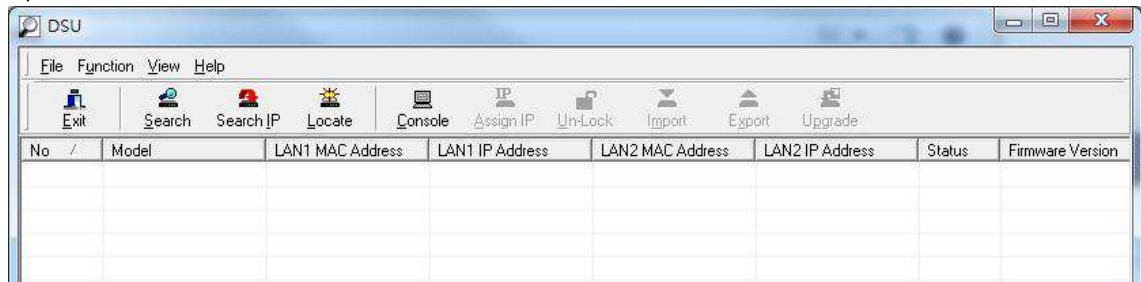 DSU
File Function View Help
Exit Search Search IP Locate Console Assign IP Un-Lock Import Export Upgrade
No / Model LAN1 MAC Address LAN1 IP Address LAN2 MAC Address LAN2 IP Address Status Firmware Version